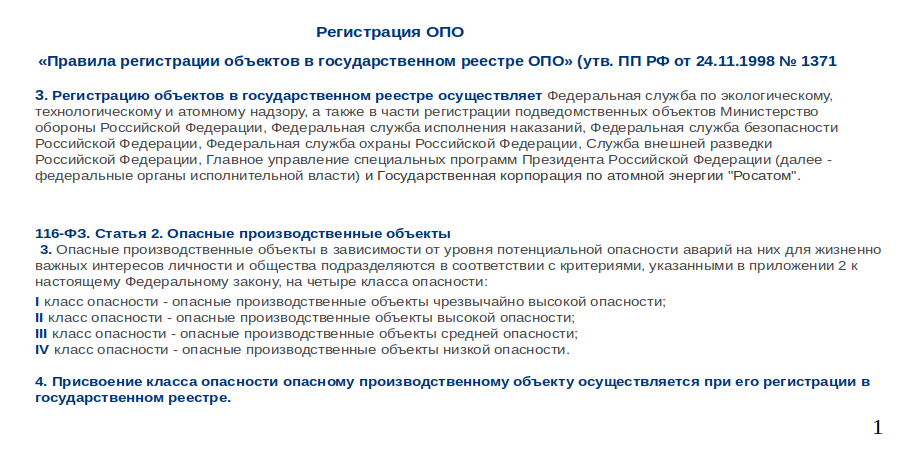 Регистрация ОПО
«Правила регистрации объектов в государственном реестре ОПО» (утв. ПП РФ от 24.11.1998 № 1371
3. Регистрацию объектов в государственном реестре осуществляет Федеральная служба по экологическому,
технологическому и атомному надзору, а также в части регистрации подведомственных объектов Министерство
обороны Российской Федерации, Федеральная служба исполнения наказаний, Федеральная служба безопасности
Российской Федерации, Федеральная служба охраны Российской Федерации, Служба внешней разведки
Российской Федерации, Главное управление специальных программ Президента Российской Федерации (далее -
федеральные органы исполнительной власти) и Государственная корпорация по атомной энергии "Росатом".
116-ФЗ. Статья 2. Опасные производственные объекты
3. Опасные производственные объекты в зависимости от уровня потенциальной опасности аварий на них для жизненно
важных интересов личности и общества подразделяются в соответствии с критериями, указанными в приложении 2 к
настоящему Федеральному закону, на четыре класса опасности:
I класс опасности - опасные производственные объекты чрезвычайно высокой опасности;
II класс опасности - опасные производственные объекты высокой опасности;
III класс опасности - опасные производственные объекты средней опасности;
IV класс опасности - опасные производственные объекты низкой опасности.
4. Присвоение класса опасности опасному производственному объекту осуществляется при его регистрации в
государственном реестре.
1